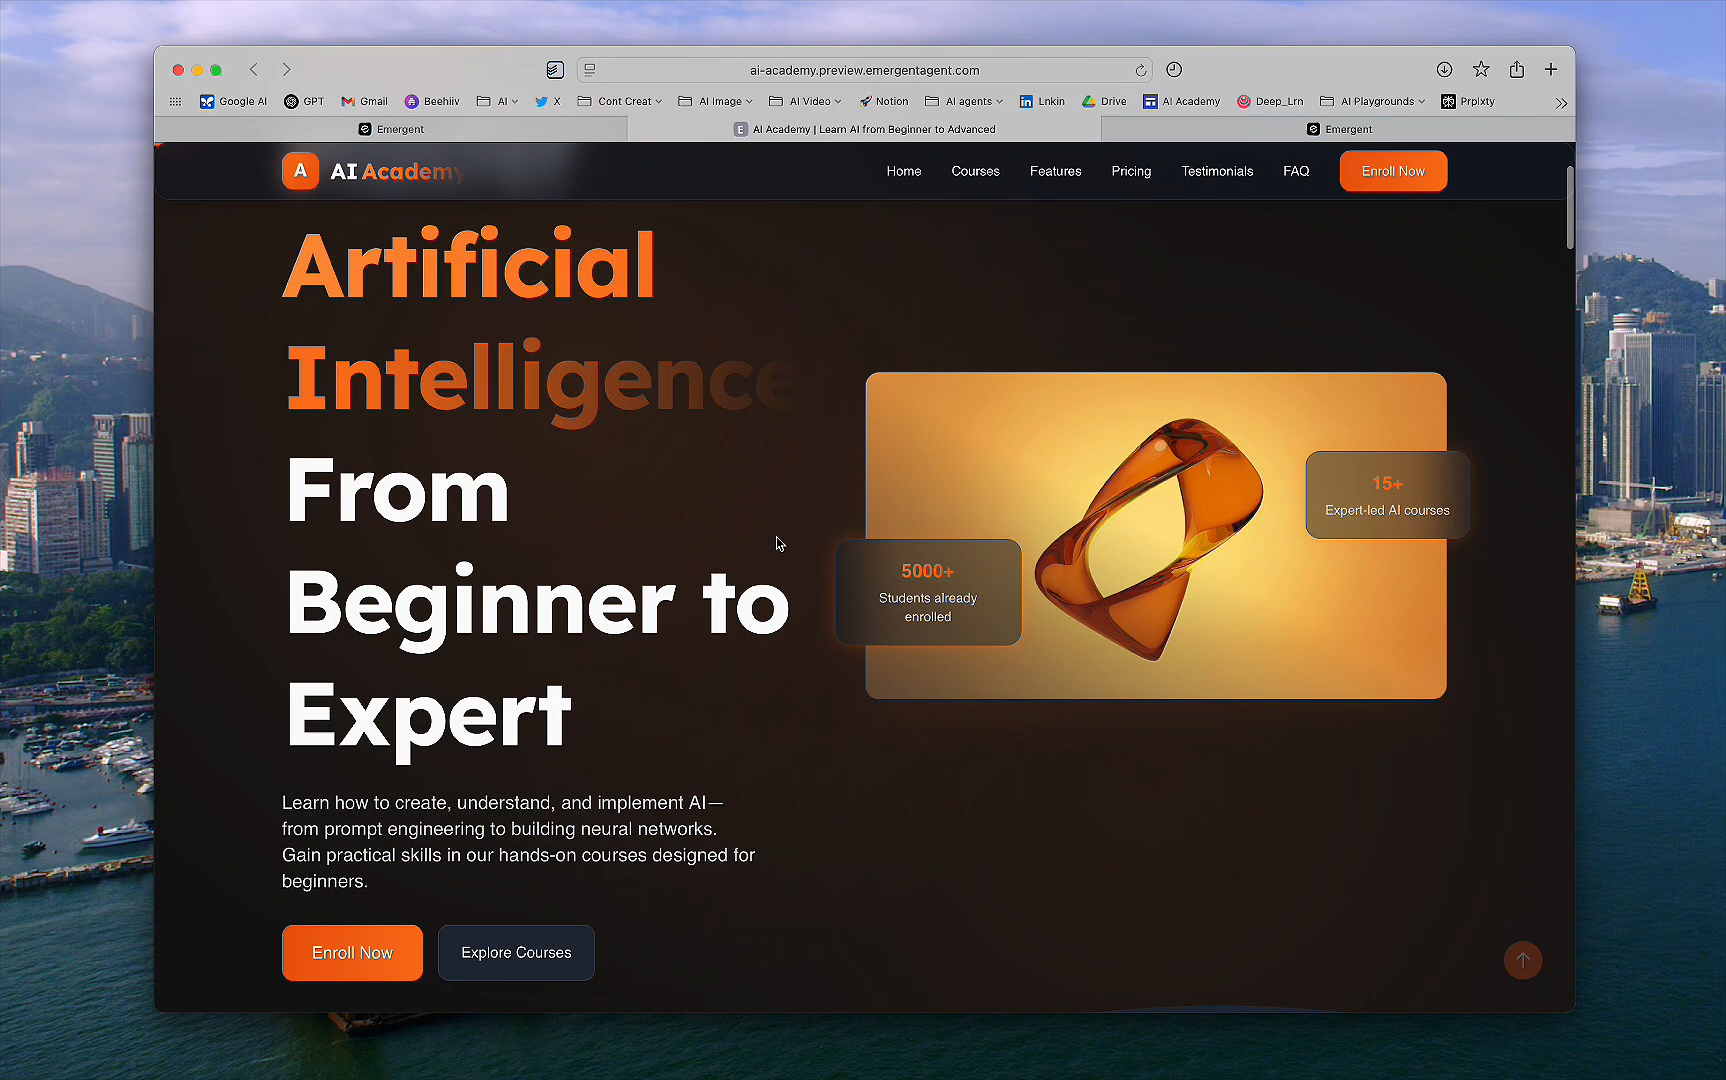 ai-academy.preview.emergentagent.com
Google AI GPT Gmail Beehiiv AI X Cont Creat AI Image AI Video Notion AI agents Lnkin Drive AI Academy Deep_Lrn AI Playgrounds Prplxty
Emergent
E AI Academy | Learn AI from Beginner to Advanced
Emergent
A AI Academy
Home Courses Features Pricing Testimonials FAQ Enroll Now
Artificial
Intelligence
From
Beginner to
Expert
15+
Expert-led AI courses
5000+
Students already
enrolled
Learn how to create, understand, and implement AI—
from prompt engineering to building neural networks.
Gain practical skills in our hands-on courses designed for
beginners.
Enroll Now
Explore Courses